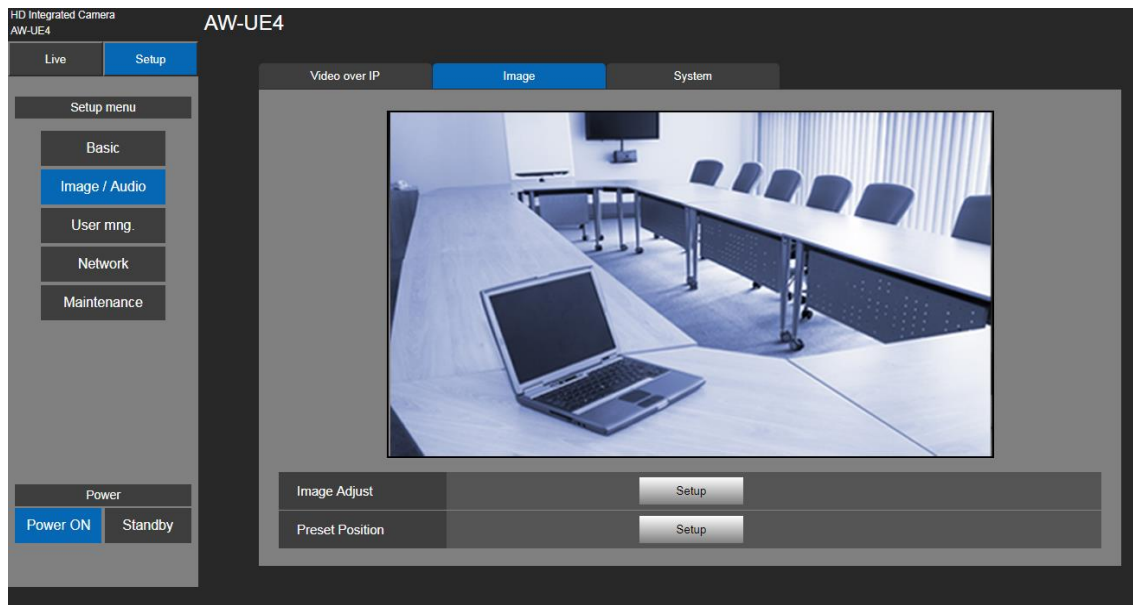 HD Integrated Camera
AW-UE4
AW-UE4
Live
Setup
Video over IP
Image
System
Setup menu
Basic
Image / Audio
User mng.
Network
Maintenance
Image Adjust
Setup
Power
Power ON
Standby
Preset Position
Setup